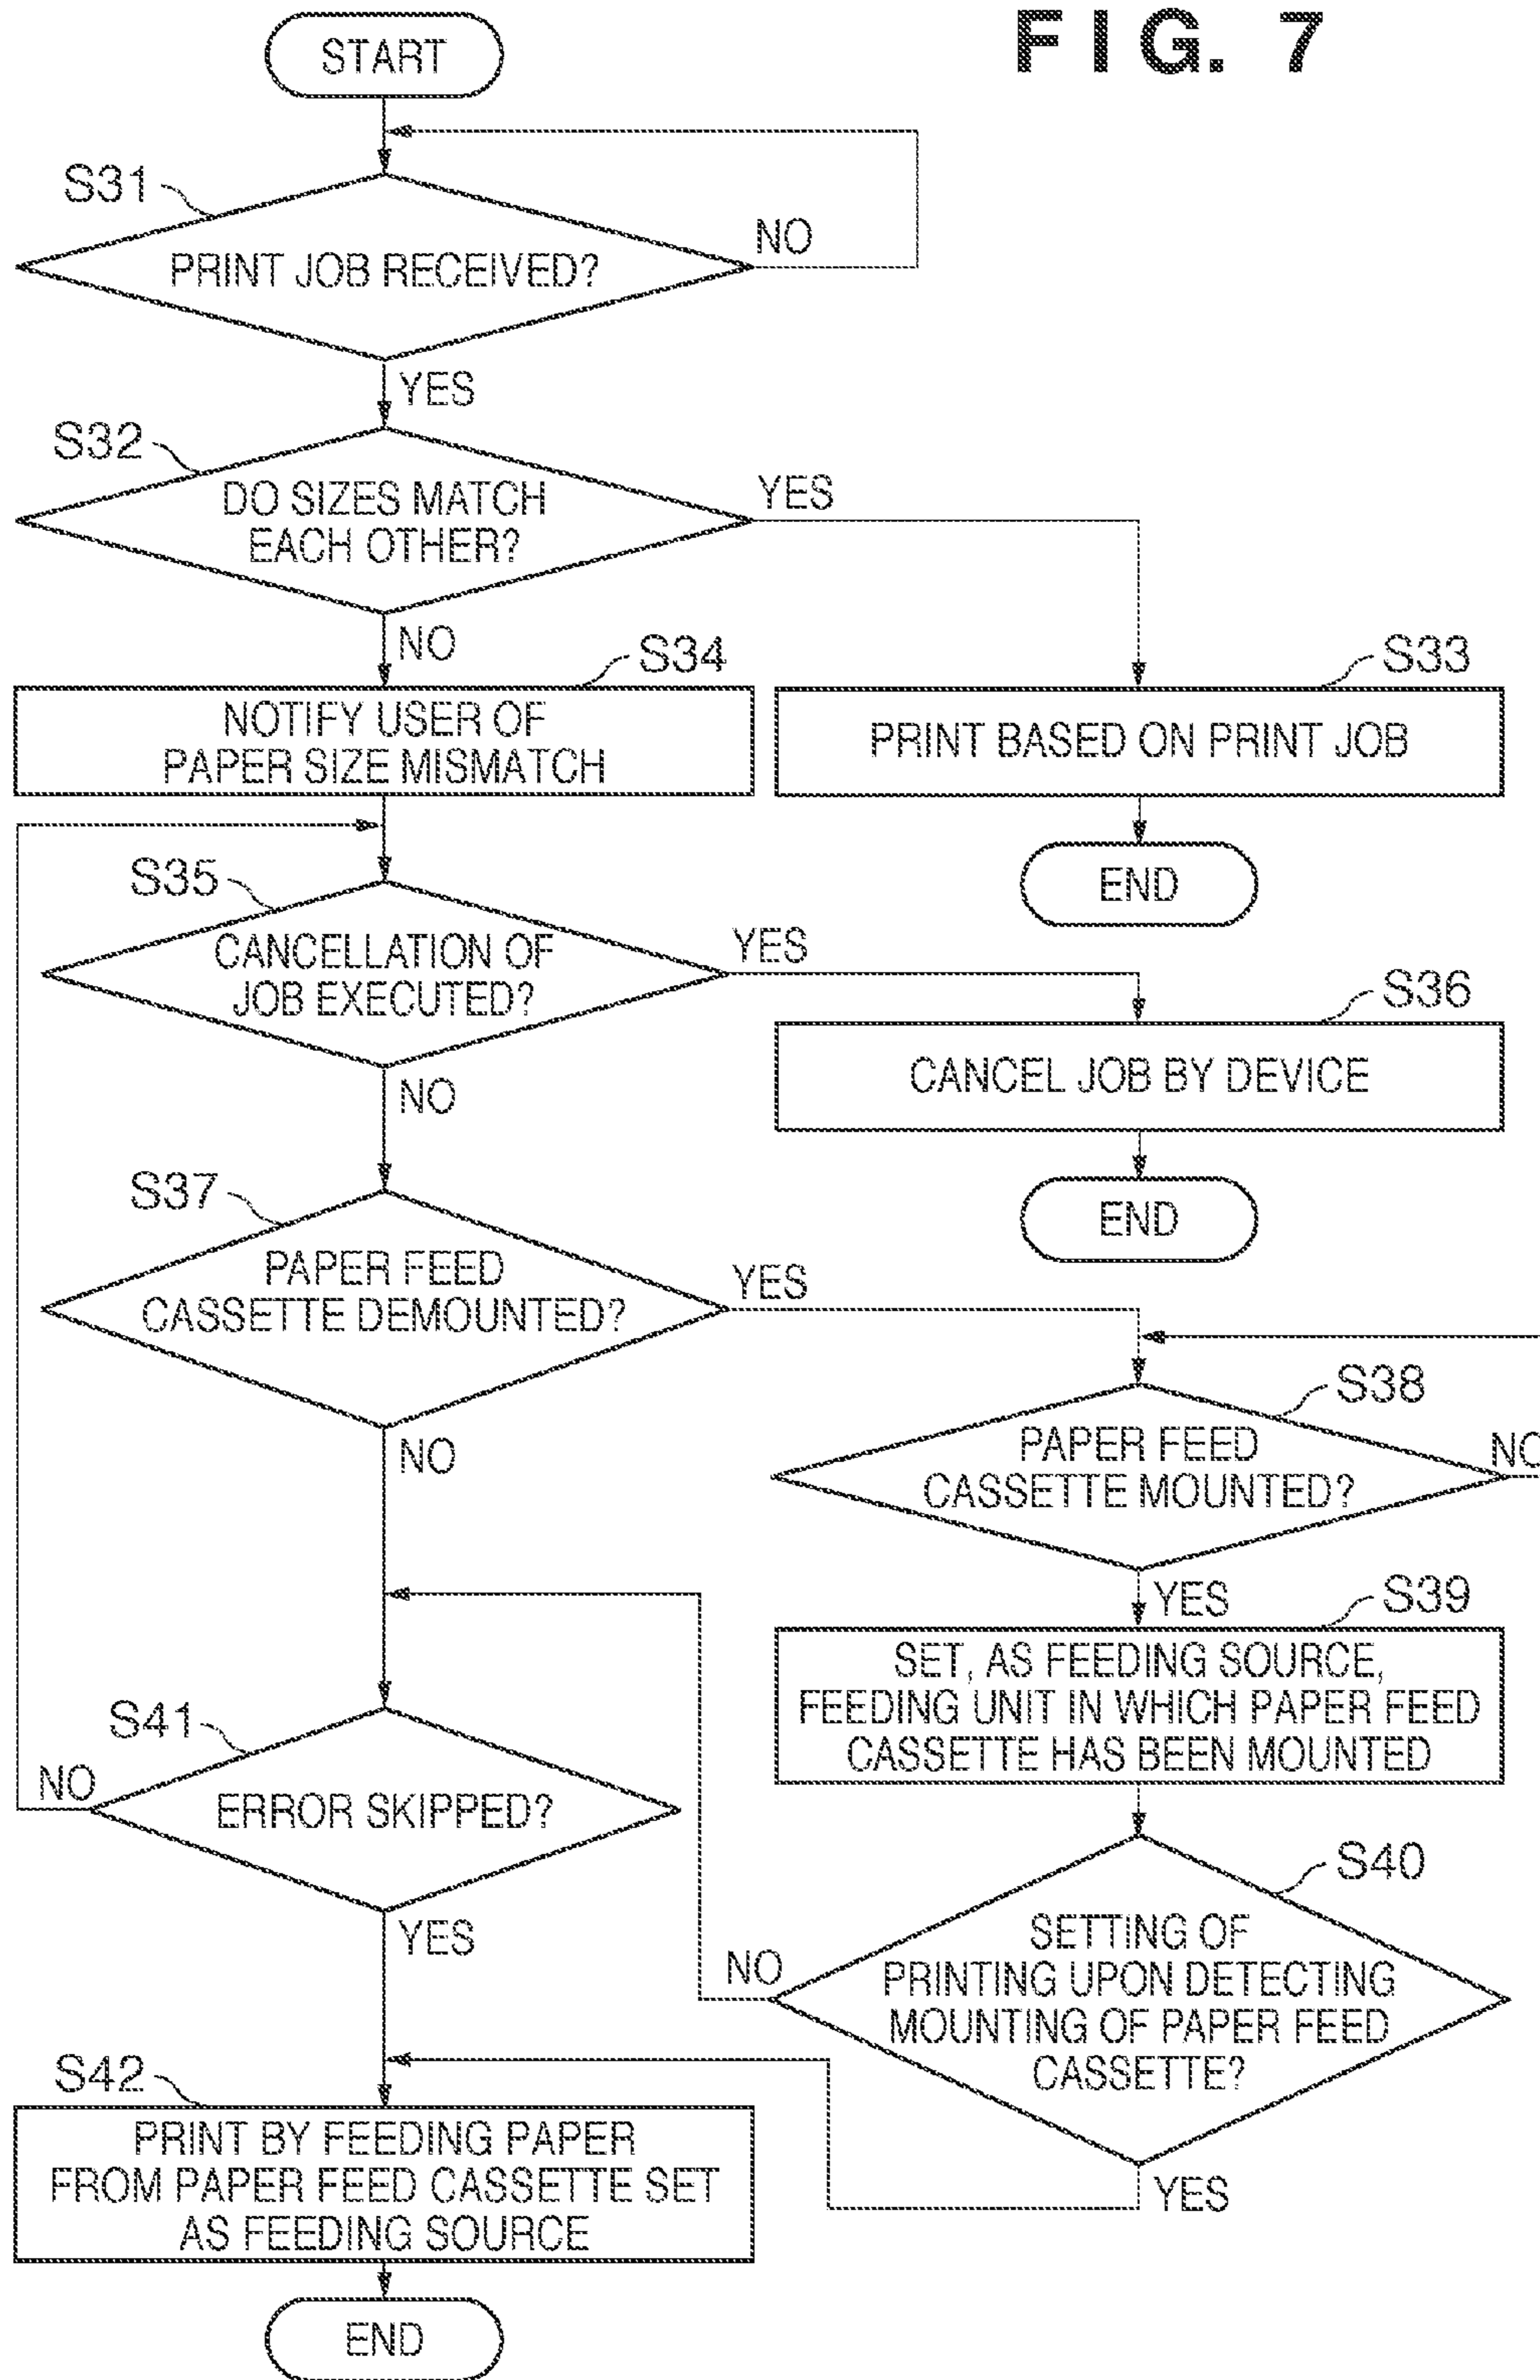 FIG. 7
START
S31
PRINT JOB RECEIVED?
NO
YES
S32
DO SIZES MATCH
EACH OTHER?
YES
NO
S34
NOTIFY USER OF
PAPER SIZE MISMATCH
S33
PRINT BASED ON PRINT JOB
END
S35
CANCELLATION OF
JOB EXECUTED?
YES
NO
S36
CANCEL JOB BY DEVICE
END
S37
PAPER FEED
CASSETTE DEMOUNTED?
YES
NO
S38
PAPER FEED
CASSETTE MOUNTED?
NO
YES
S39
SET, AS FEEDING SOURCE,
FEEDING UNIT IN WHICH PAPER FEED
CASSETTE HAS BEEN MOUNTED
S41
ERROR SKIPPED?
NO
YES
S40
SETTING OF
PRINTING UPON DETECTING
MOUNTING OF PAPER FEED
CASSETTE?
NO
YES
S42
PRINT BY FEEDING PAPER
FROM PAPER FEED CASSETTE SET
AS FEEDING SOURCE
END